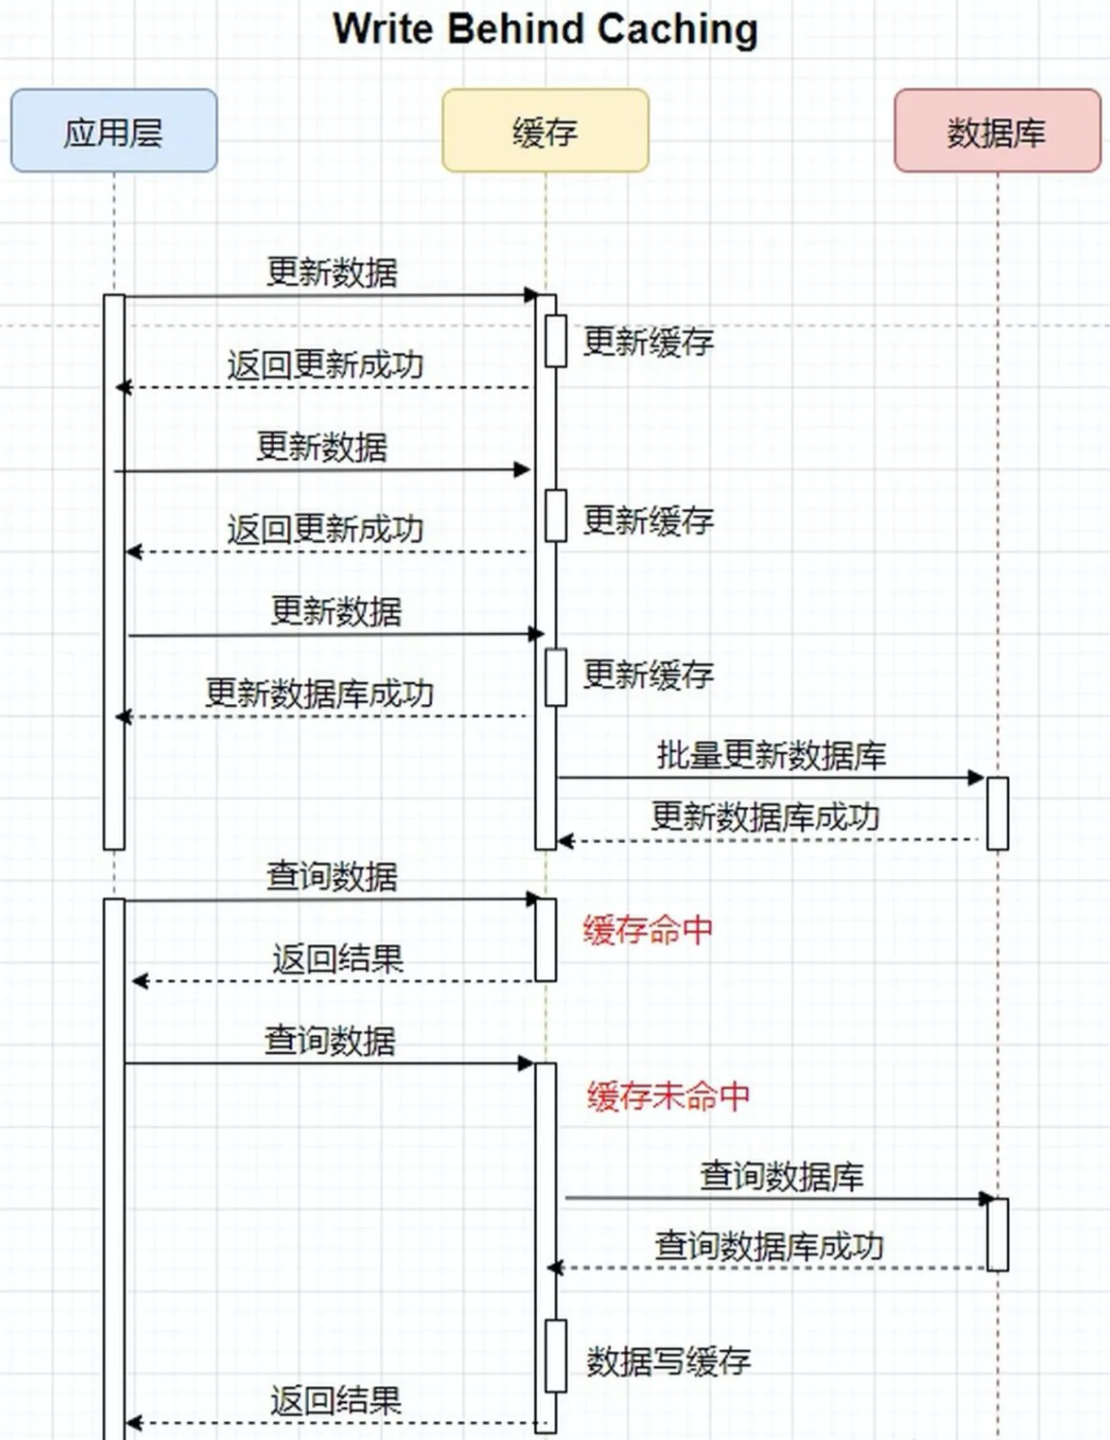 Write Behind Caching
应用层
缓存
数据库
更新数据
更新缓存
返回更新成功
更新数据
更新缓存
返回更新成功
更新数据
更新缓存
更新数据库成功
批量更新数据库
更新数据库成功
查询数据
缓存命中
返回结果
查询数据
缓存未命中
查询数据库
查询数据库成功
数据写缓存
返回结果